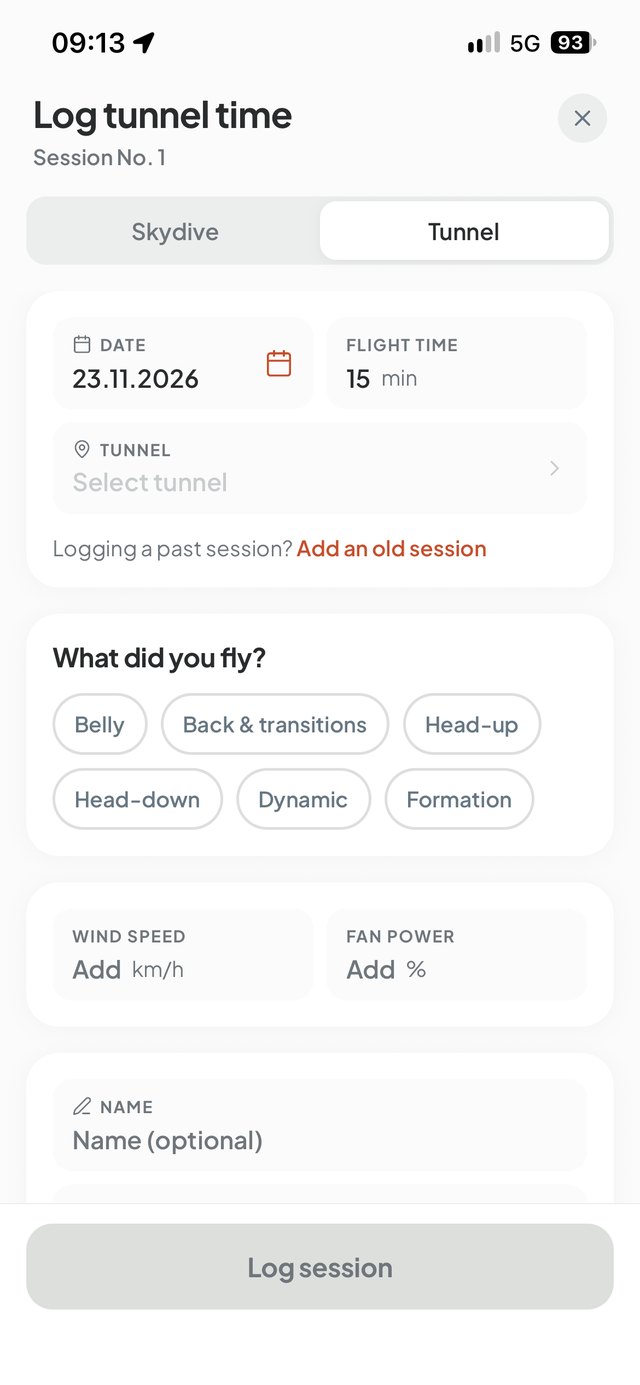 09:13 5G 93
Log tunnel time
Session No. 1
Skydive Tunnel
DATE FLIGHT TIME
23.11.2026 15 min
TUNNEL
Select tunnel
Logging a past session? Add an old session
What did you fly?
Belly Back & transitions Head-up
Head-down Dynamic Formation
WIND SPEED FAN POWER
Add km/h Add %
NAME
Name (optional)
Log session